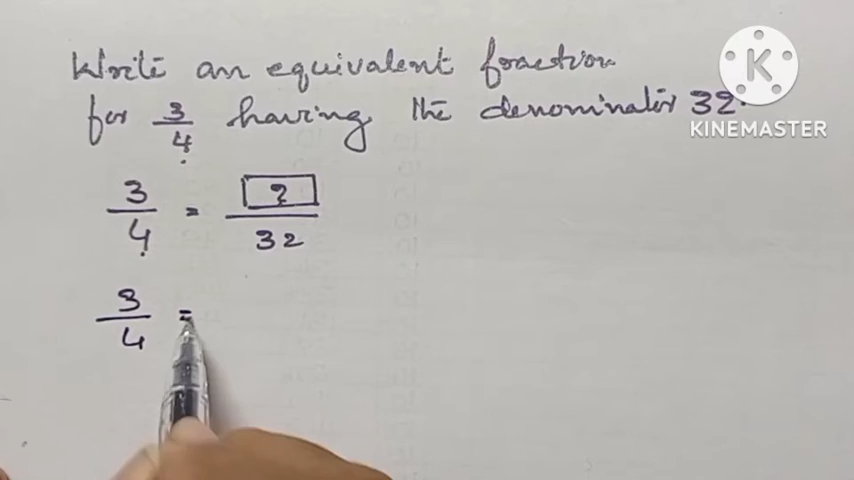 Write an equivalent fraction
for 3/4 having the denominator 32.
3/4 = ?/32
3/4 =
K
KINEMASTER